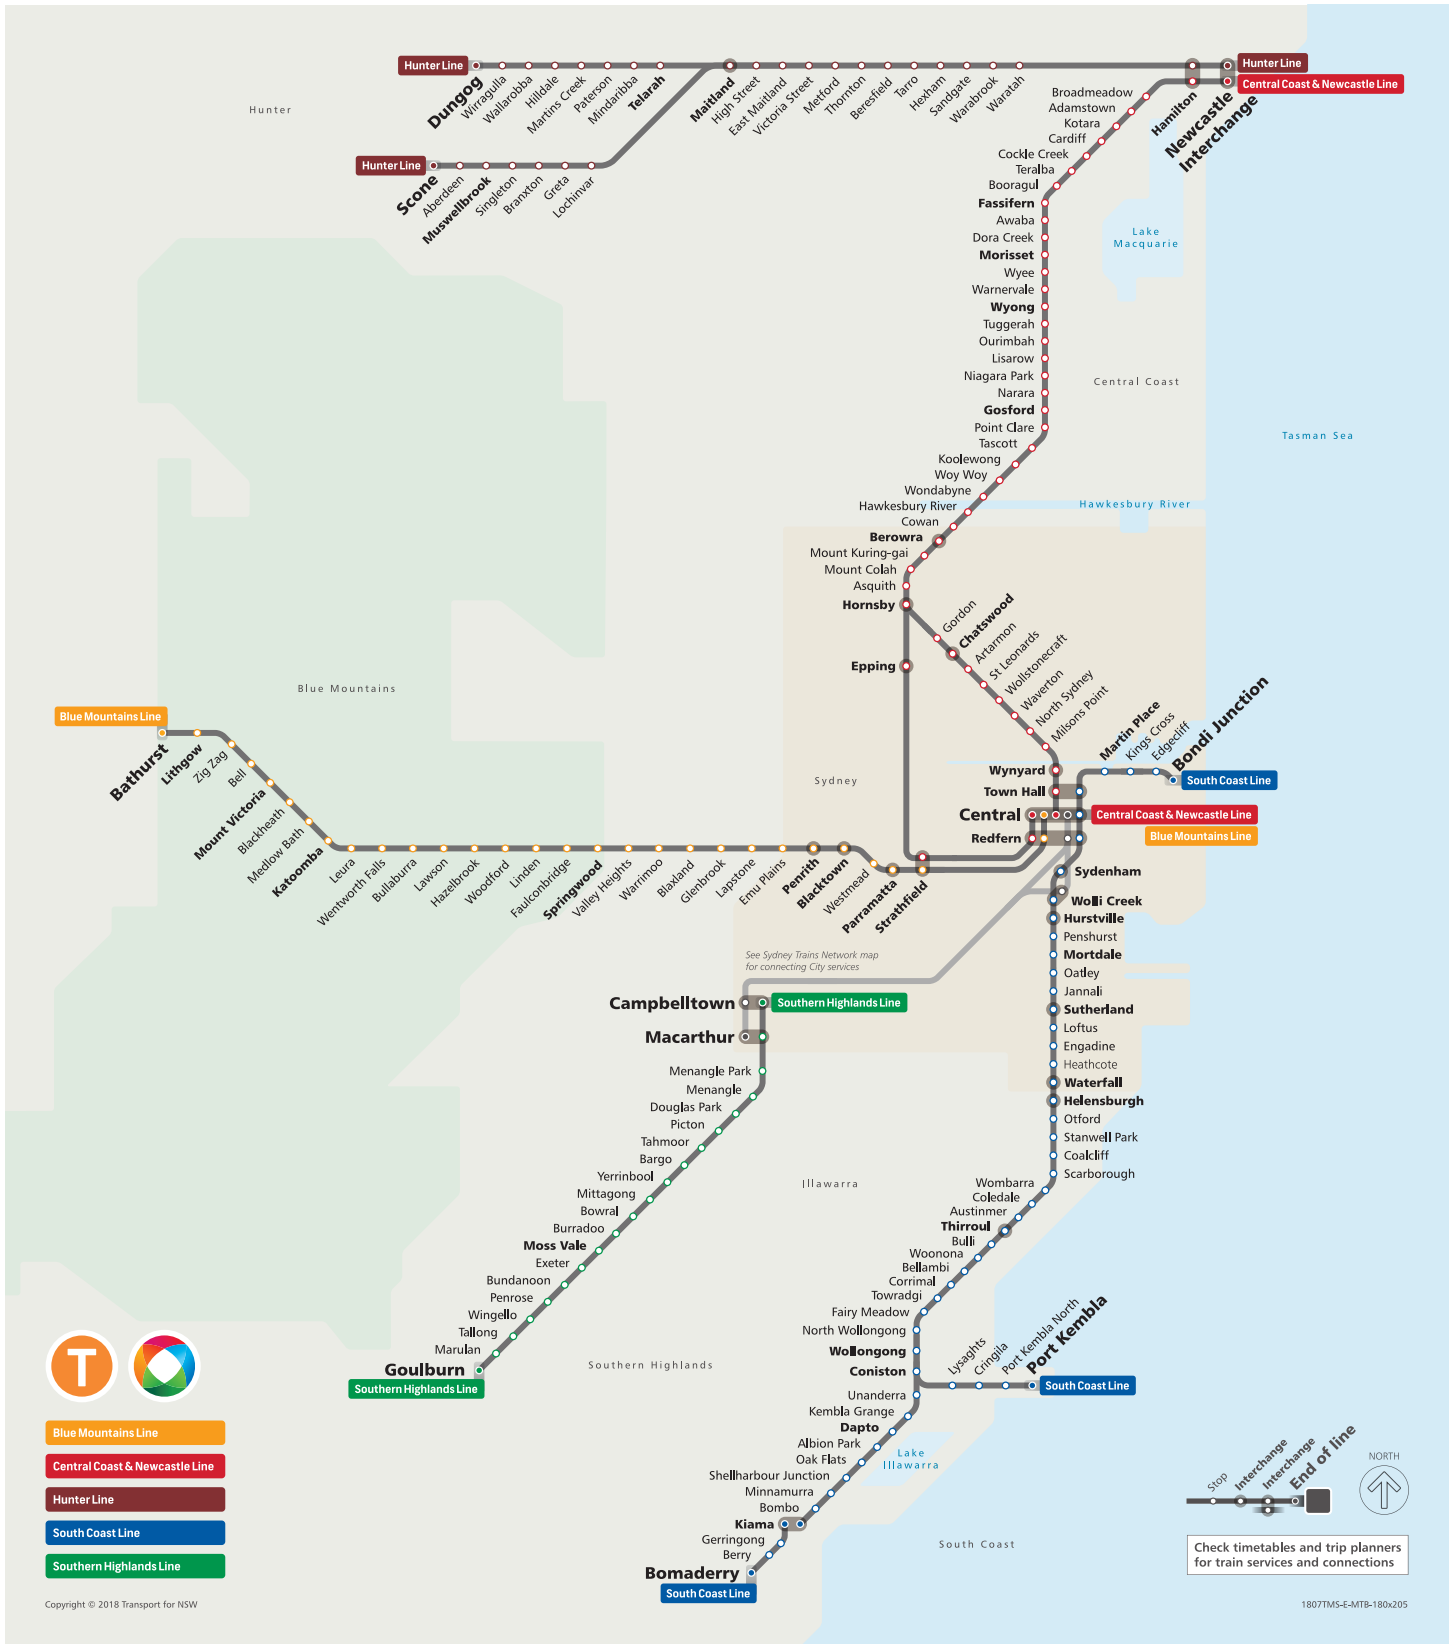 Hunter Line
Dungog
Wirragulla
Wallarobba
Hilldale
Martins Creek
Paterson
Mindaribba
Telarah
Maitland
High Street
East Maitland
Victoria Street
Metford
Thornton
Beresfield
Tarro
Hexham
Sandgate
Warabrook
Waratah
Hamilton
Newcastle
Interchange
Hunter Line
Central Coast & Newcastle Line
Hunter
Hunter Line
Scone
Aberdeen
Muswellbrook
Singleton
Branxton
Greta
Lochinvar
Broadmeadow
Adamstown
Kotara
Cardiff
Cockle Creek
Teralba
Booragul
Fassifern
Awaba
Dora Creek
Morisset
Wyee
Warnervale
Wyong
Tuggerah
Ourimbah
Lisarow
Niagara Park
Narara
Gosford
Point Clare
Tascott
Koolewong
Woy Woy
Wondabyne
Hawkesbury River
Cowan
Berowra
Mount Kuring-gai
Mount Colah
Asquith
Hornsby
Epping
Lake
Macquarie
Central Coast
Tasman Sea
Hawkesbury River
Gordon
Chatswood
Artarmon
St Leonards
Wollstonecraft
Waverton
North Sydney
Milsons Point
Wynyard
Town Hall
Central
Redfern
Martin Place
Kings Cross
Edgecliff
Bondi Junction
South Coast Line
Central Coast & Newcastle Line
Blue Mountains Line
Sydney
Blue Mountains
Blue Mountains Line
Bathurst
Lithgow
Zig Zag
Bell
Mount Victoria
Blackheath
Medlow Bath
Katoomba
Leura
Wentworth Falls
Bullaburra
Lawson
Hazelbrook
Woodford
Linden
Faulconbridge
Springwood
Valley Heights
Warrimoo
Blaxland
Glenbrook
Lapstone
Emu Plains
Penrith
Blacktown
Westmead
Parramatta
Strathfield
Sydenham
Wolli Creek
Hurstville
Penshurst
Mortdale
Oatley
Jannali
Sutherland
Loftus
Engadine
Heathcote
Waterfall
Helensburgh
Otford
Stanwell Park
Coalcliff
Scarborough
Wombarra
Coledale
Austinmer
Thirroul
Bulli
Woonona
Bellambi
Corrimal
Towradgi
Fairy Meadow
North Wollongong
Wollongong
Coniston
Lysaghts
Cringila
Port Kembla North
Port Kembla
South Coast Line
Unanderra
Kembla Grange
Dapto
Albion Park
Oak Flats
Shellharbour Junction
Minnamurra
Bombo
Kiama
Gerringong
Berry
Bomaderry
South Coast Line
Lake
Illawarra
South Coast
Illawarra
See Sydney Trains Network map
for connecting City services
Campbelltown
Southern Highlands Line
Macarthur
Menangle Park
Menangle
Douglas Park
Picton
Tahmoor
Bargo
Yerrinbool
Mittagong
Bowral
Burradoo
Moss Vale
Exeter
Bundanoon
Penrose
Wingello
Tallong
Marulan
Goulburn
Southern Highlands Line
Southern Highlands
T
Blue Mountains Line
Central Coast & Newcastle Line
Hunter Line
South Coast Line
Southern Highlands Line
Copyright © 2018 Transport for NSW
Stop
Interchange
Interchange
End of line
NORTH
Check timetables and trip planners
for train services and connections
1807TMS-E-MTB-180x205